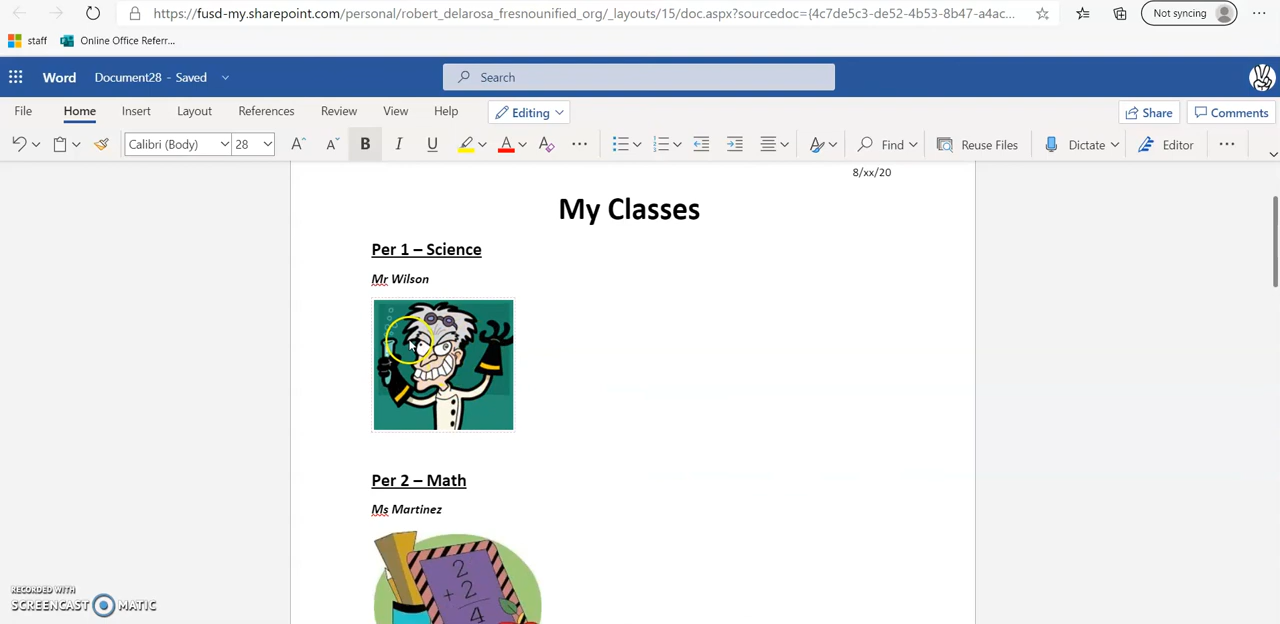 https://fusd-my.sharepoint.com/personal/robert_delarosa_fresnounified_org/_layouts/15/doc.aspx?sourcedoc={4c7de5c3-de52-4b53-8b47-a4ac...
Not syncing
staff
Online Office Referr...
Word
Document28 - Saved
Search
File
Home
Insert
Layout
References
Review
View
Help
Editing
Share
Comments
Calibri (Body)
28
B
I
U
Find
Reuse Files
Dictate
Editor
8/xx/20
My Classes
Per 1 – Science
Mr Wilson
Per 2 – Math
Ms Martinez
2
2
+
4
RECORDED WITH
SCREENCAST MATIC